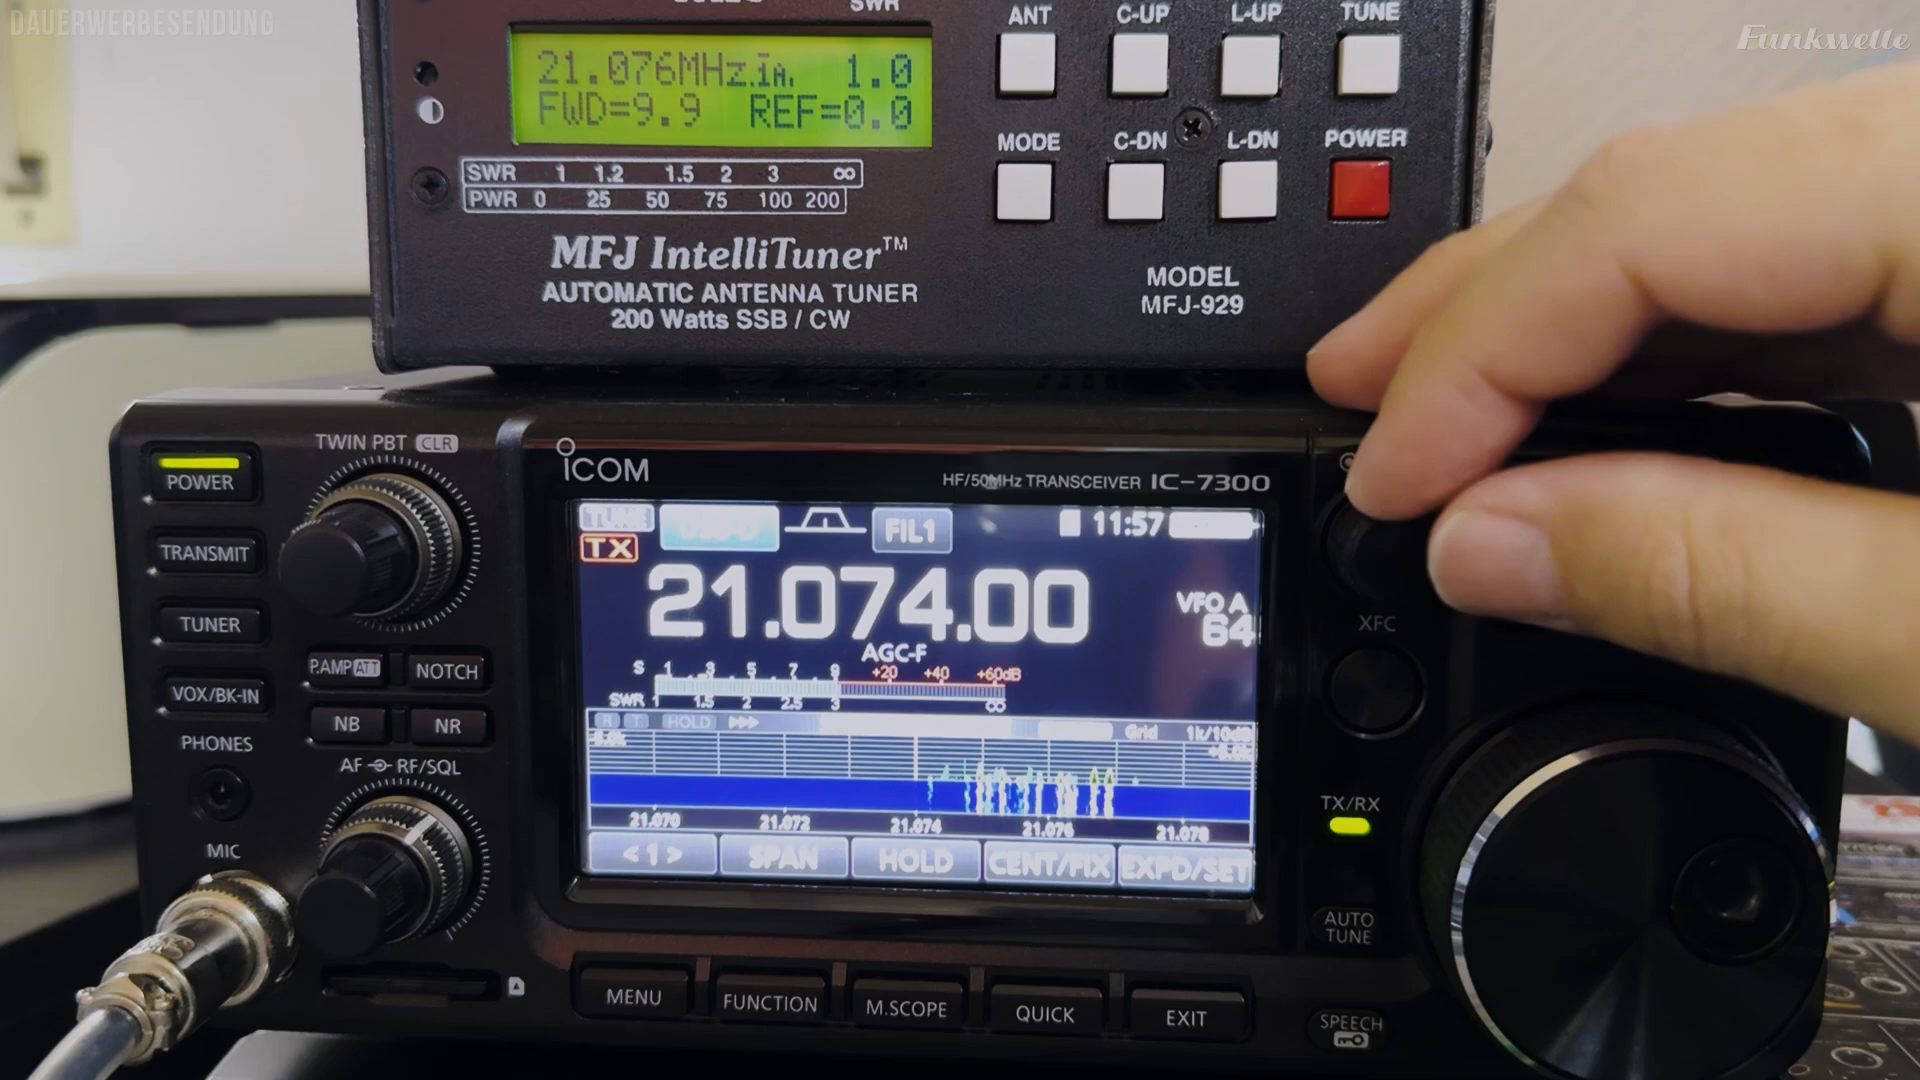 DAUERWERBESENDUNG
Funkwelle
SWR
ANT C-UP L-UP TUNE
21.076MHz 1.0
FWD=9.9 REF=0.0
MODE C-DN L-DN POWER
SWR 1 1.2 1.5 2 3 ∞
PWR 0 25 50 75 100 200
MFJ IntelliTuner™
AUTOMATIC ANTENNA TUNER
200 Watts SSB / CW
MODEL
MFJ-929
POWER
TRANSMIT
TUNER
VOX/BK-IN
PHONES
MIC
TWIN PBT CLR
P.AMP ATT NOTCH
NB NR
AF RF/SQL
ICOM
HF/50MHz TRANSCEIVER IC-7300
TUNE FIL1 11:57
TX
21.074.00
VFO A
64
AGC-F
S 1 3 5 7 9 +20 +40 +60dB
SWR 1 1.5 2 2.5 3 ∞
R T HOLD Grid 1k/10dB
21.070 21.072 21.074 21.076 21.078
<1> SPAN HOLD CENT/FIX EXPD/SET
MENU FUNCTION M.SCOPE QUICK EXIT
XFC
TX/RX
AUTO
TUNE
SPEECH